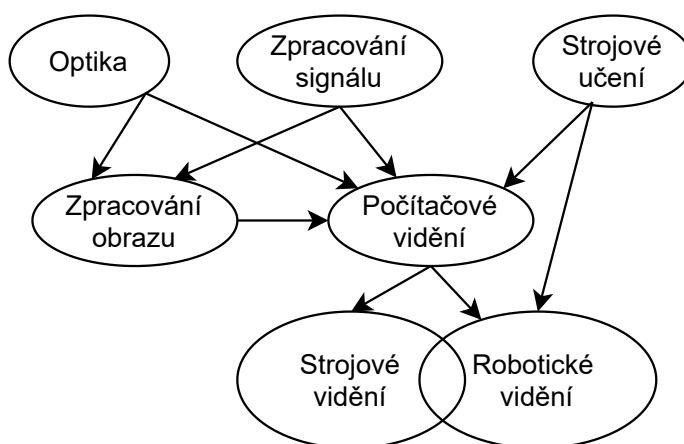 Optika
Zpracování
signálu
Strojové
učení
Zpracování
obrazu
Počítačové
vidění
Strojové
vidění
Robotické
vidění